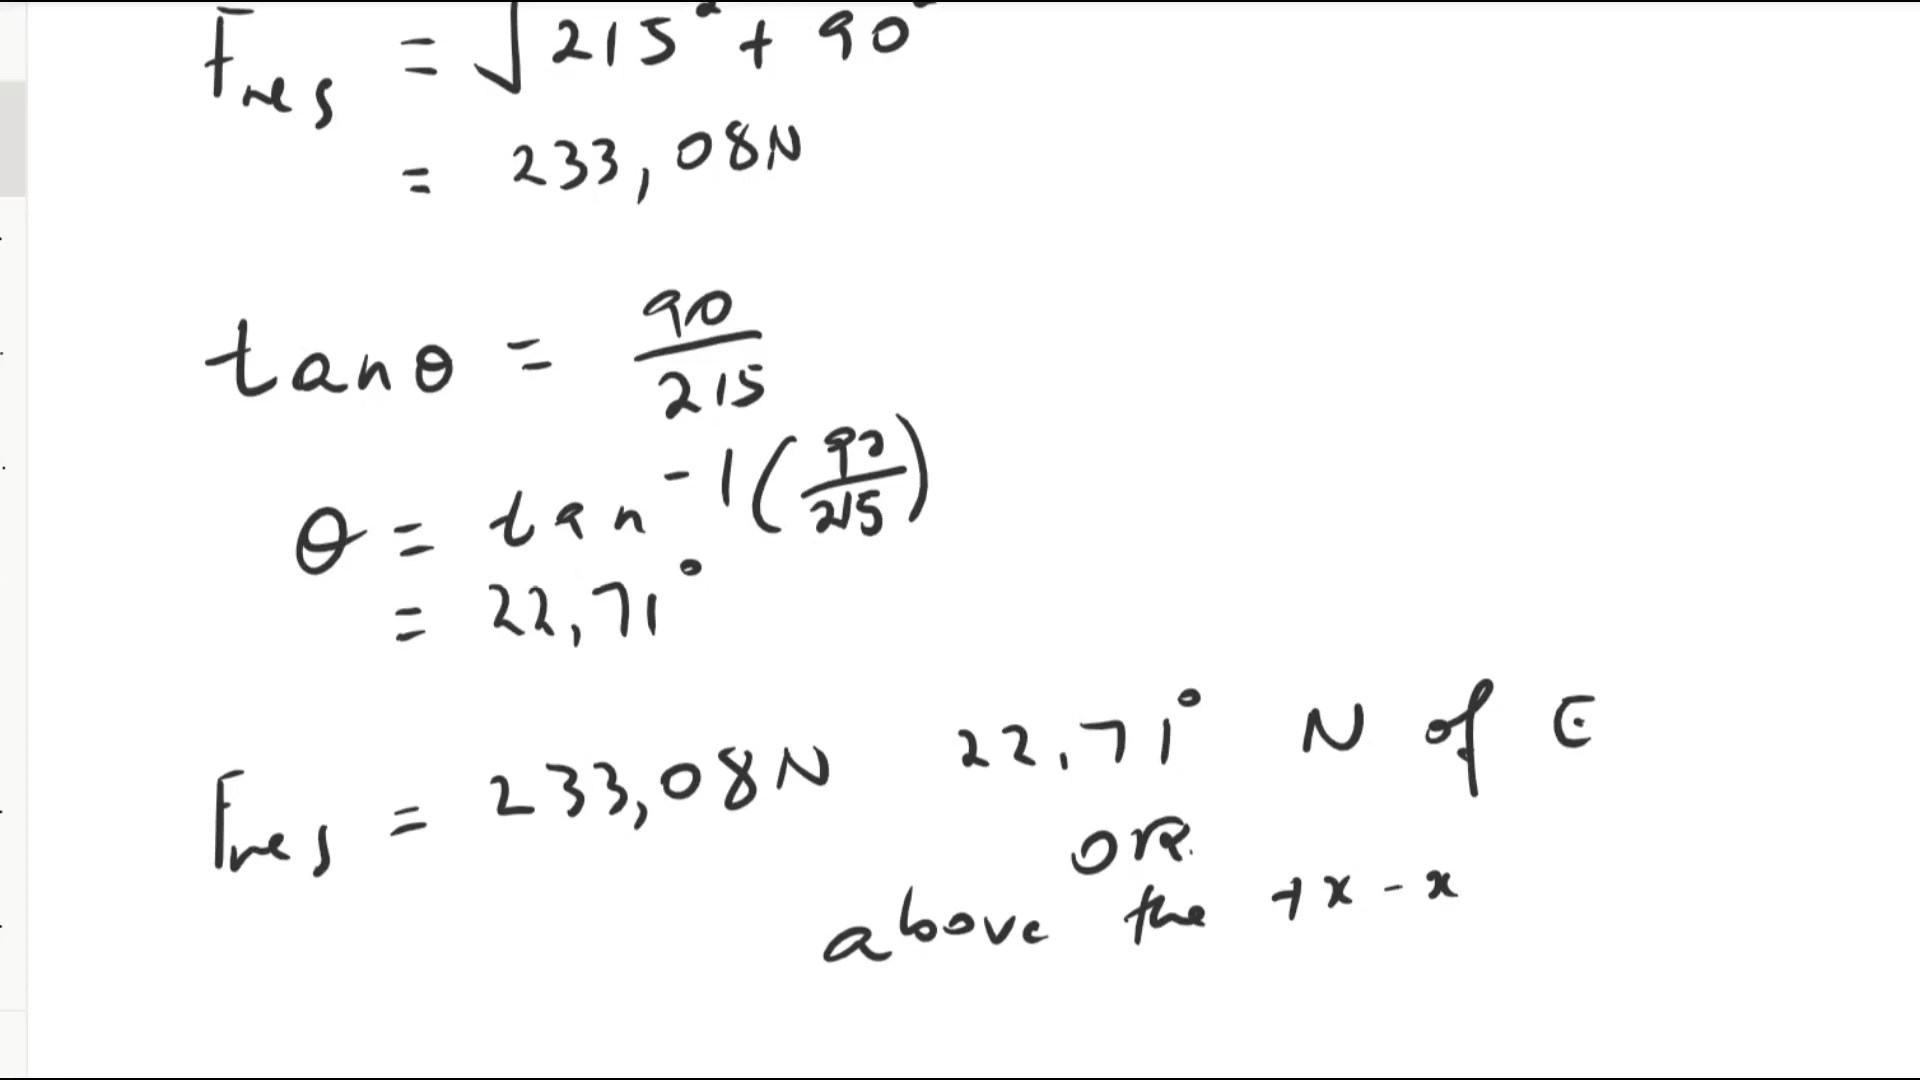 Fres = √215² + 90²
= 233,08N
tanθ = 90/215
θ = tan⁻¹(90/215)
= 22,71°
Fres = 233,08N 22,71° N of E
OR
above the +x - x